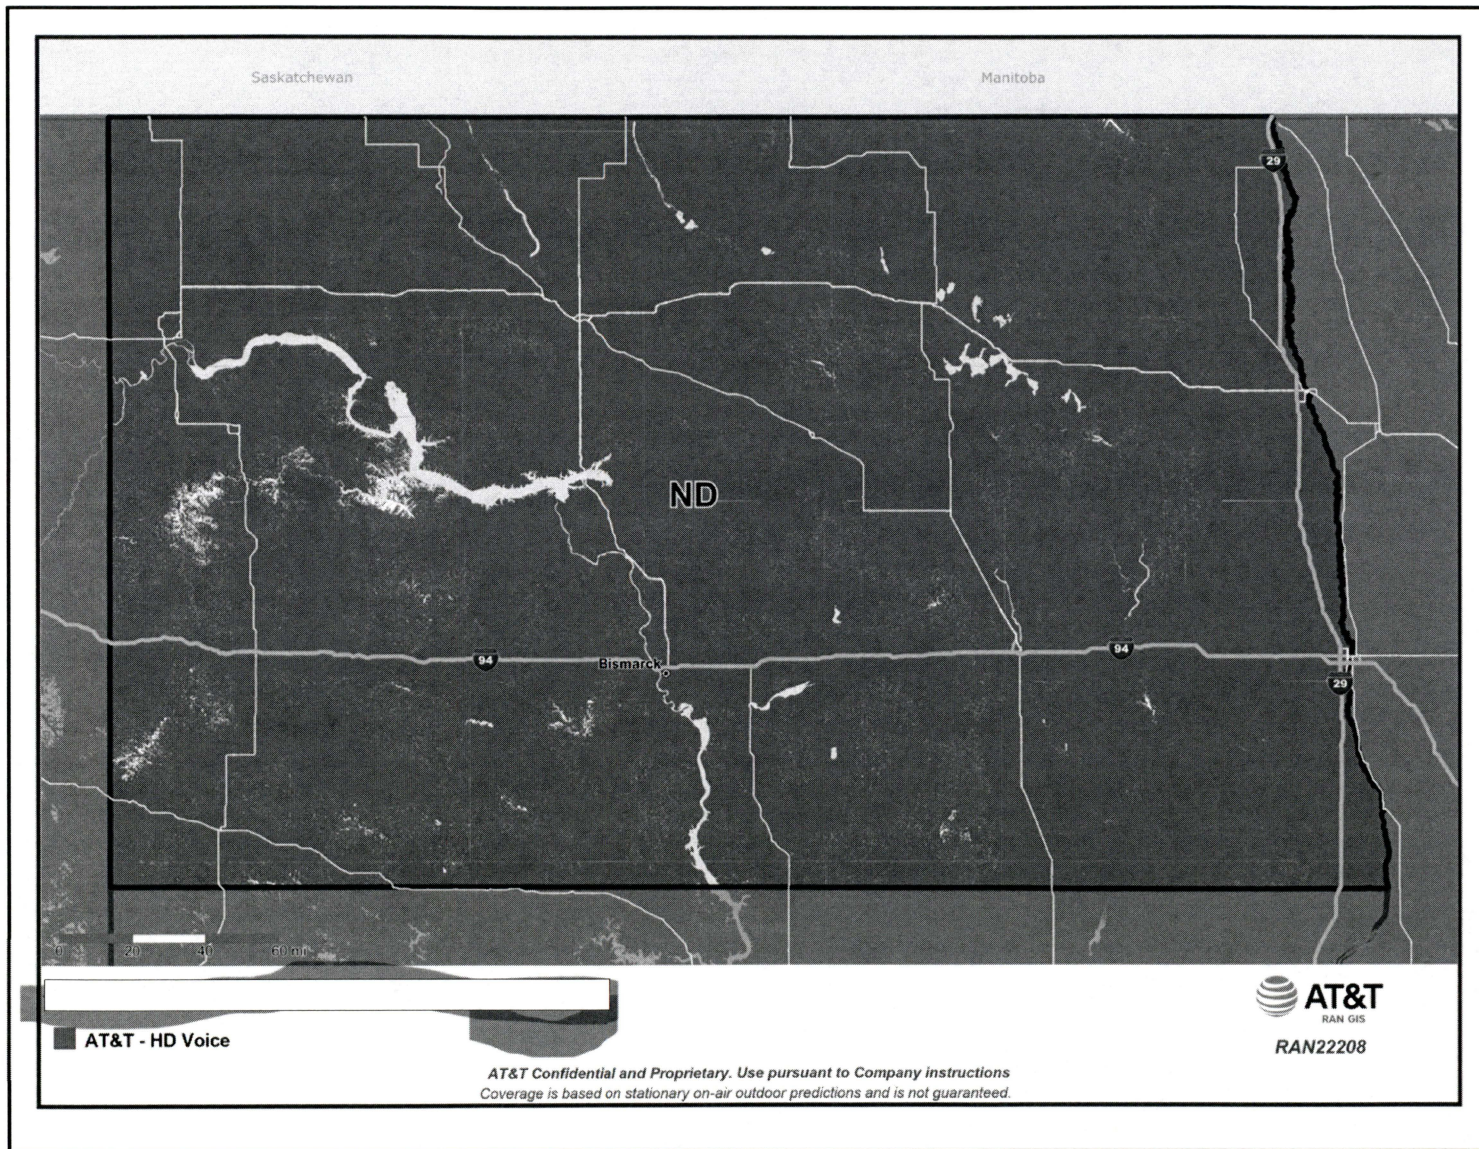 Saskatchewan
Manitoba
29
ND
94
94
Bismarck
29
0 20 40 60 mi
AT&T
RAN GIS
AT&T - HD Voice
RAN22208
AT&T Confidential and Proprietary. Use pursuant to Company instructions
Coverage is based on stationary on-air outdoor predictions and is not guaranteed.